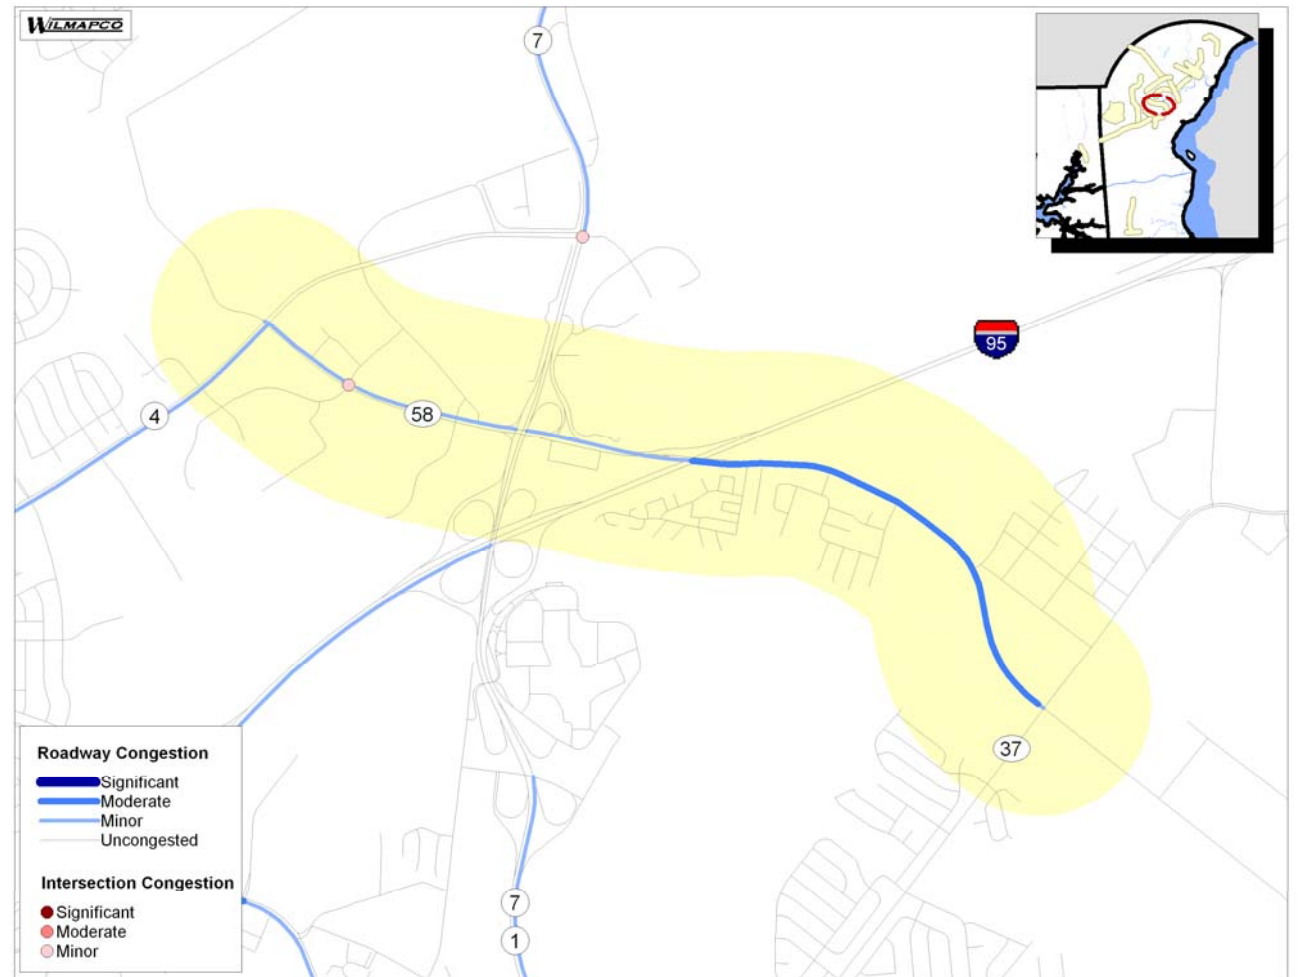 WILMAPCO
7
95
4
58
37
Roadway Congestion
Significant
Moderate
Minor
Uncongested
Intersection Congestion
Significant
Moderate
Minor
7
1